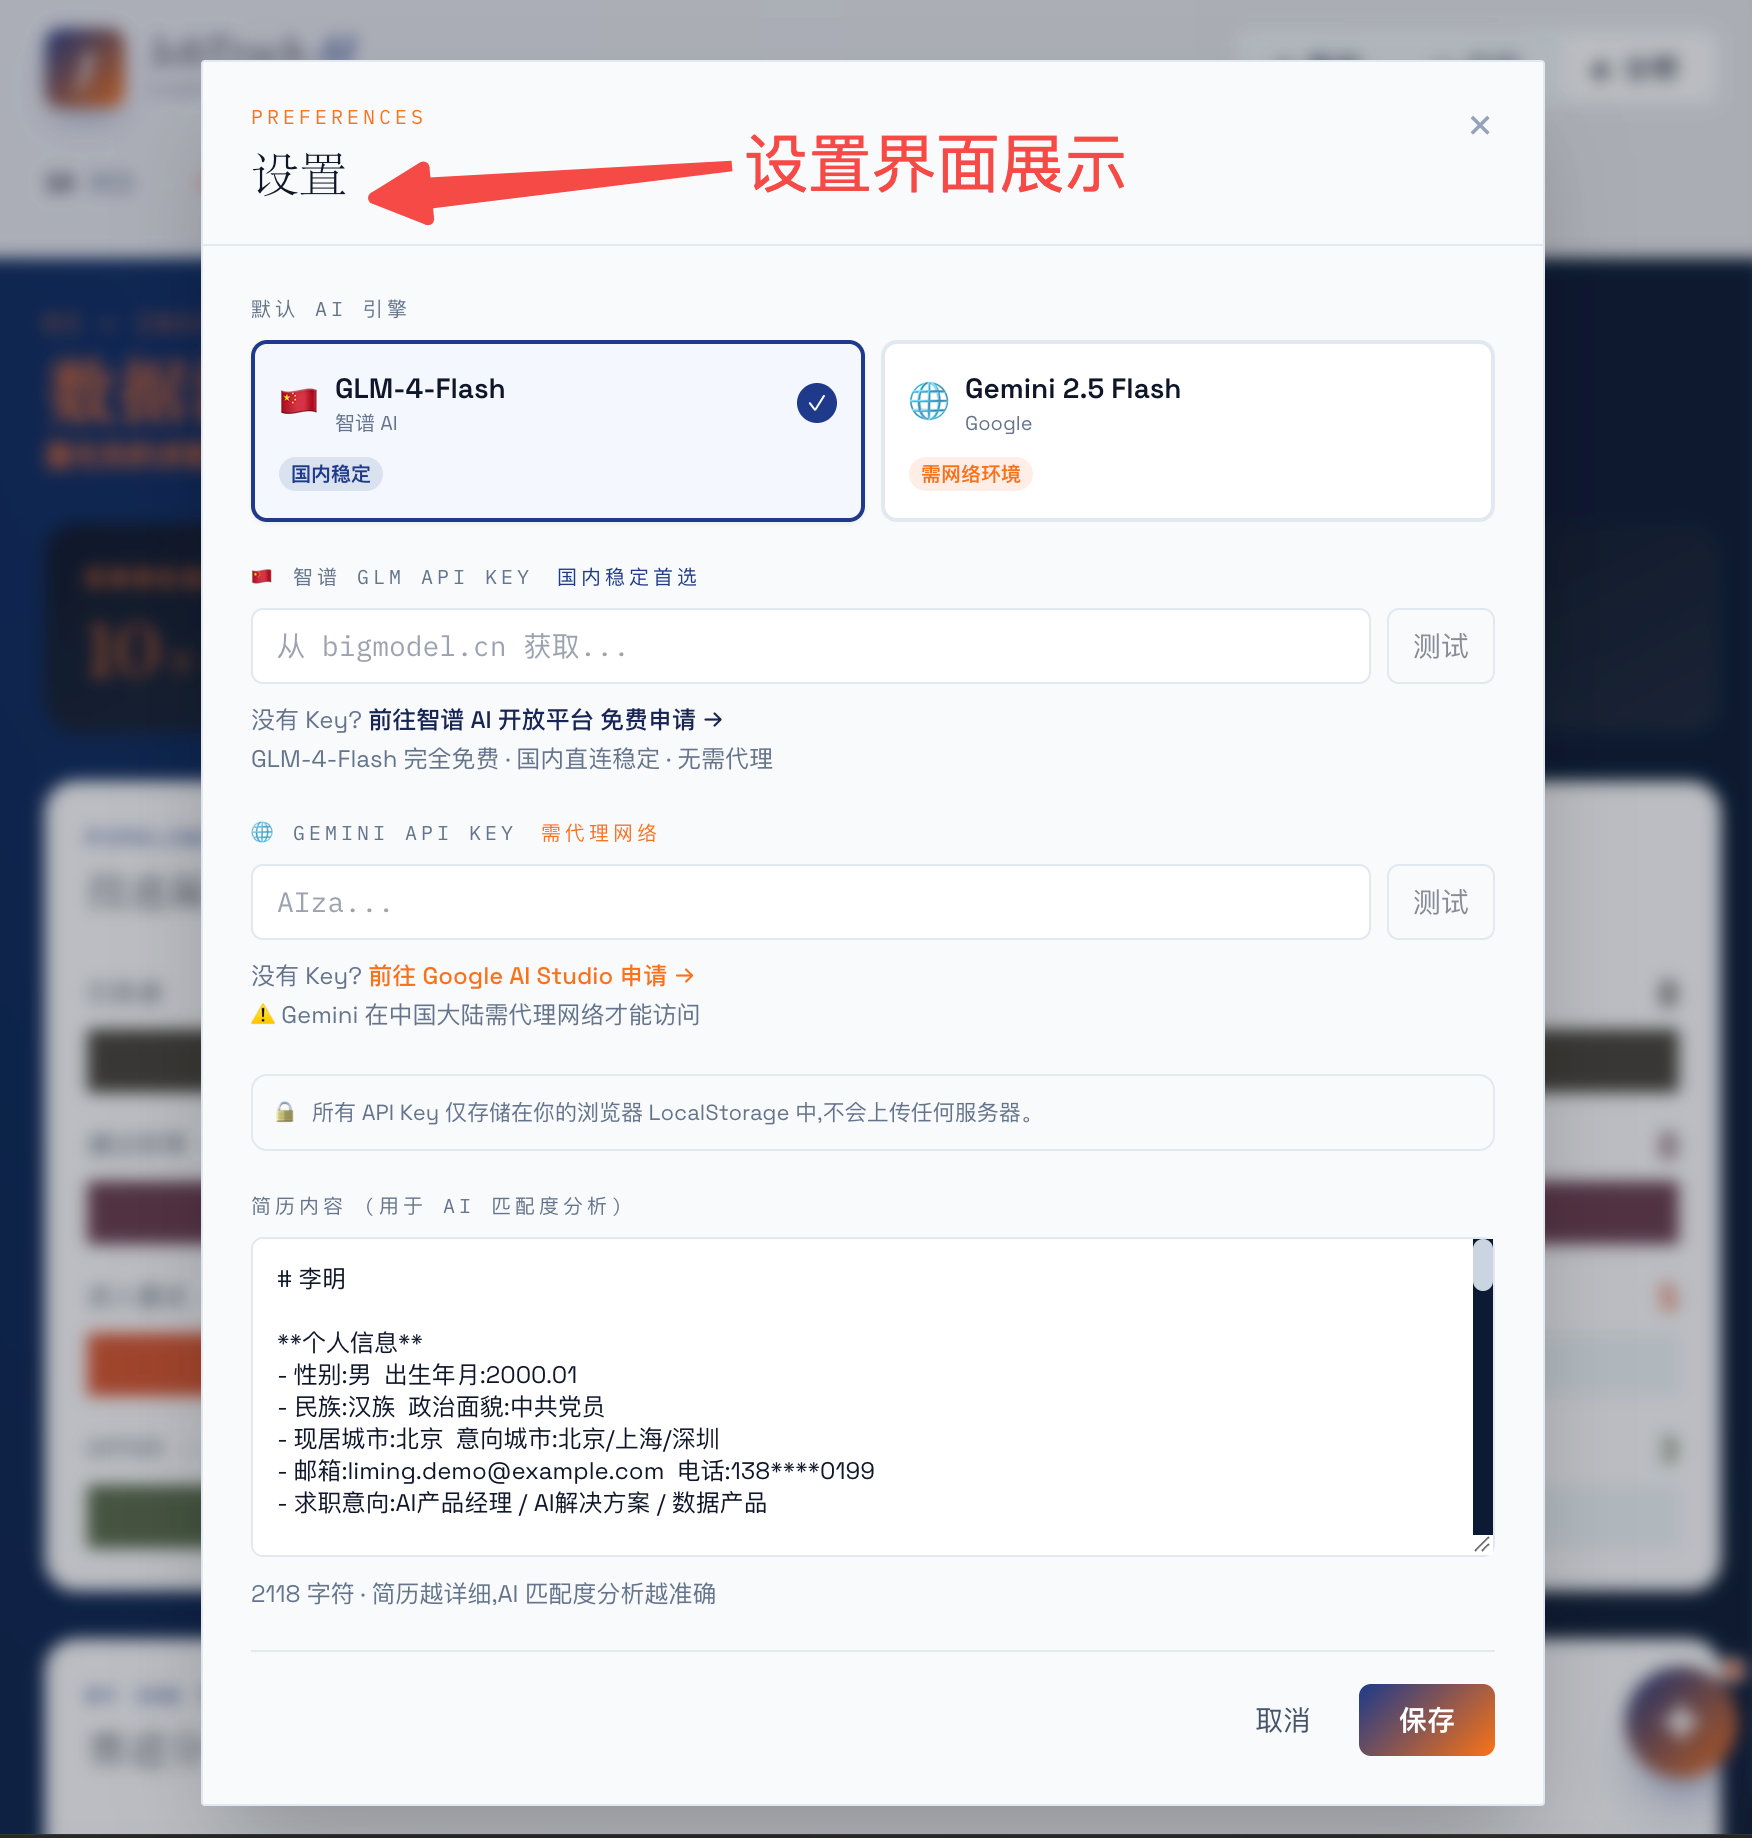 PREFERENCES
设置
设置界面展示
默认 AI 引擎
GLM-4-Flash
智谱 AI
国内稳定
Gemini 2.5 Flash
Google
需网络环境
智谱 GLM API KEY 国内稳定首选
从 bigmodel.cn 获取...
测试
没有 Key? 前往智谱 AI 开放平台 免费申请 →
GLM-4-Flash 完全免费 · 国内直连稳定 · 无需代理
GEMINI API KEY 需代理网络
AIza...
测试
没有 Key? 前往 Google AI Studio 申请 →
Gemini 在中国大陆需代理网络才能访问
所有 API Key 仅存储在你的浏览器 LocalStorage 中,不会上传任何服务器。
简历内容 (用于 AI 匹配度分析)
# 李明
**个人信息**
- 性别:男 出生年月:2000.01
- 民族:汉族 政治面貌:中共党员
- 现居城市:北京 意向城市:北京/上海/深圳
- 邮箱:liming.demo@example.com 电话:138****0199
- 求职意向:AI产品经理 / AI解决方案 / 数据产品
2118 字符 · 简历越详细,AI 匹配度分析越准确
取消
保存